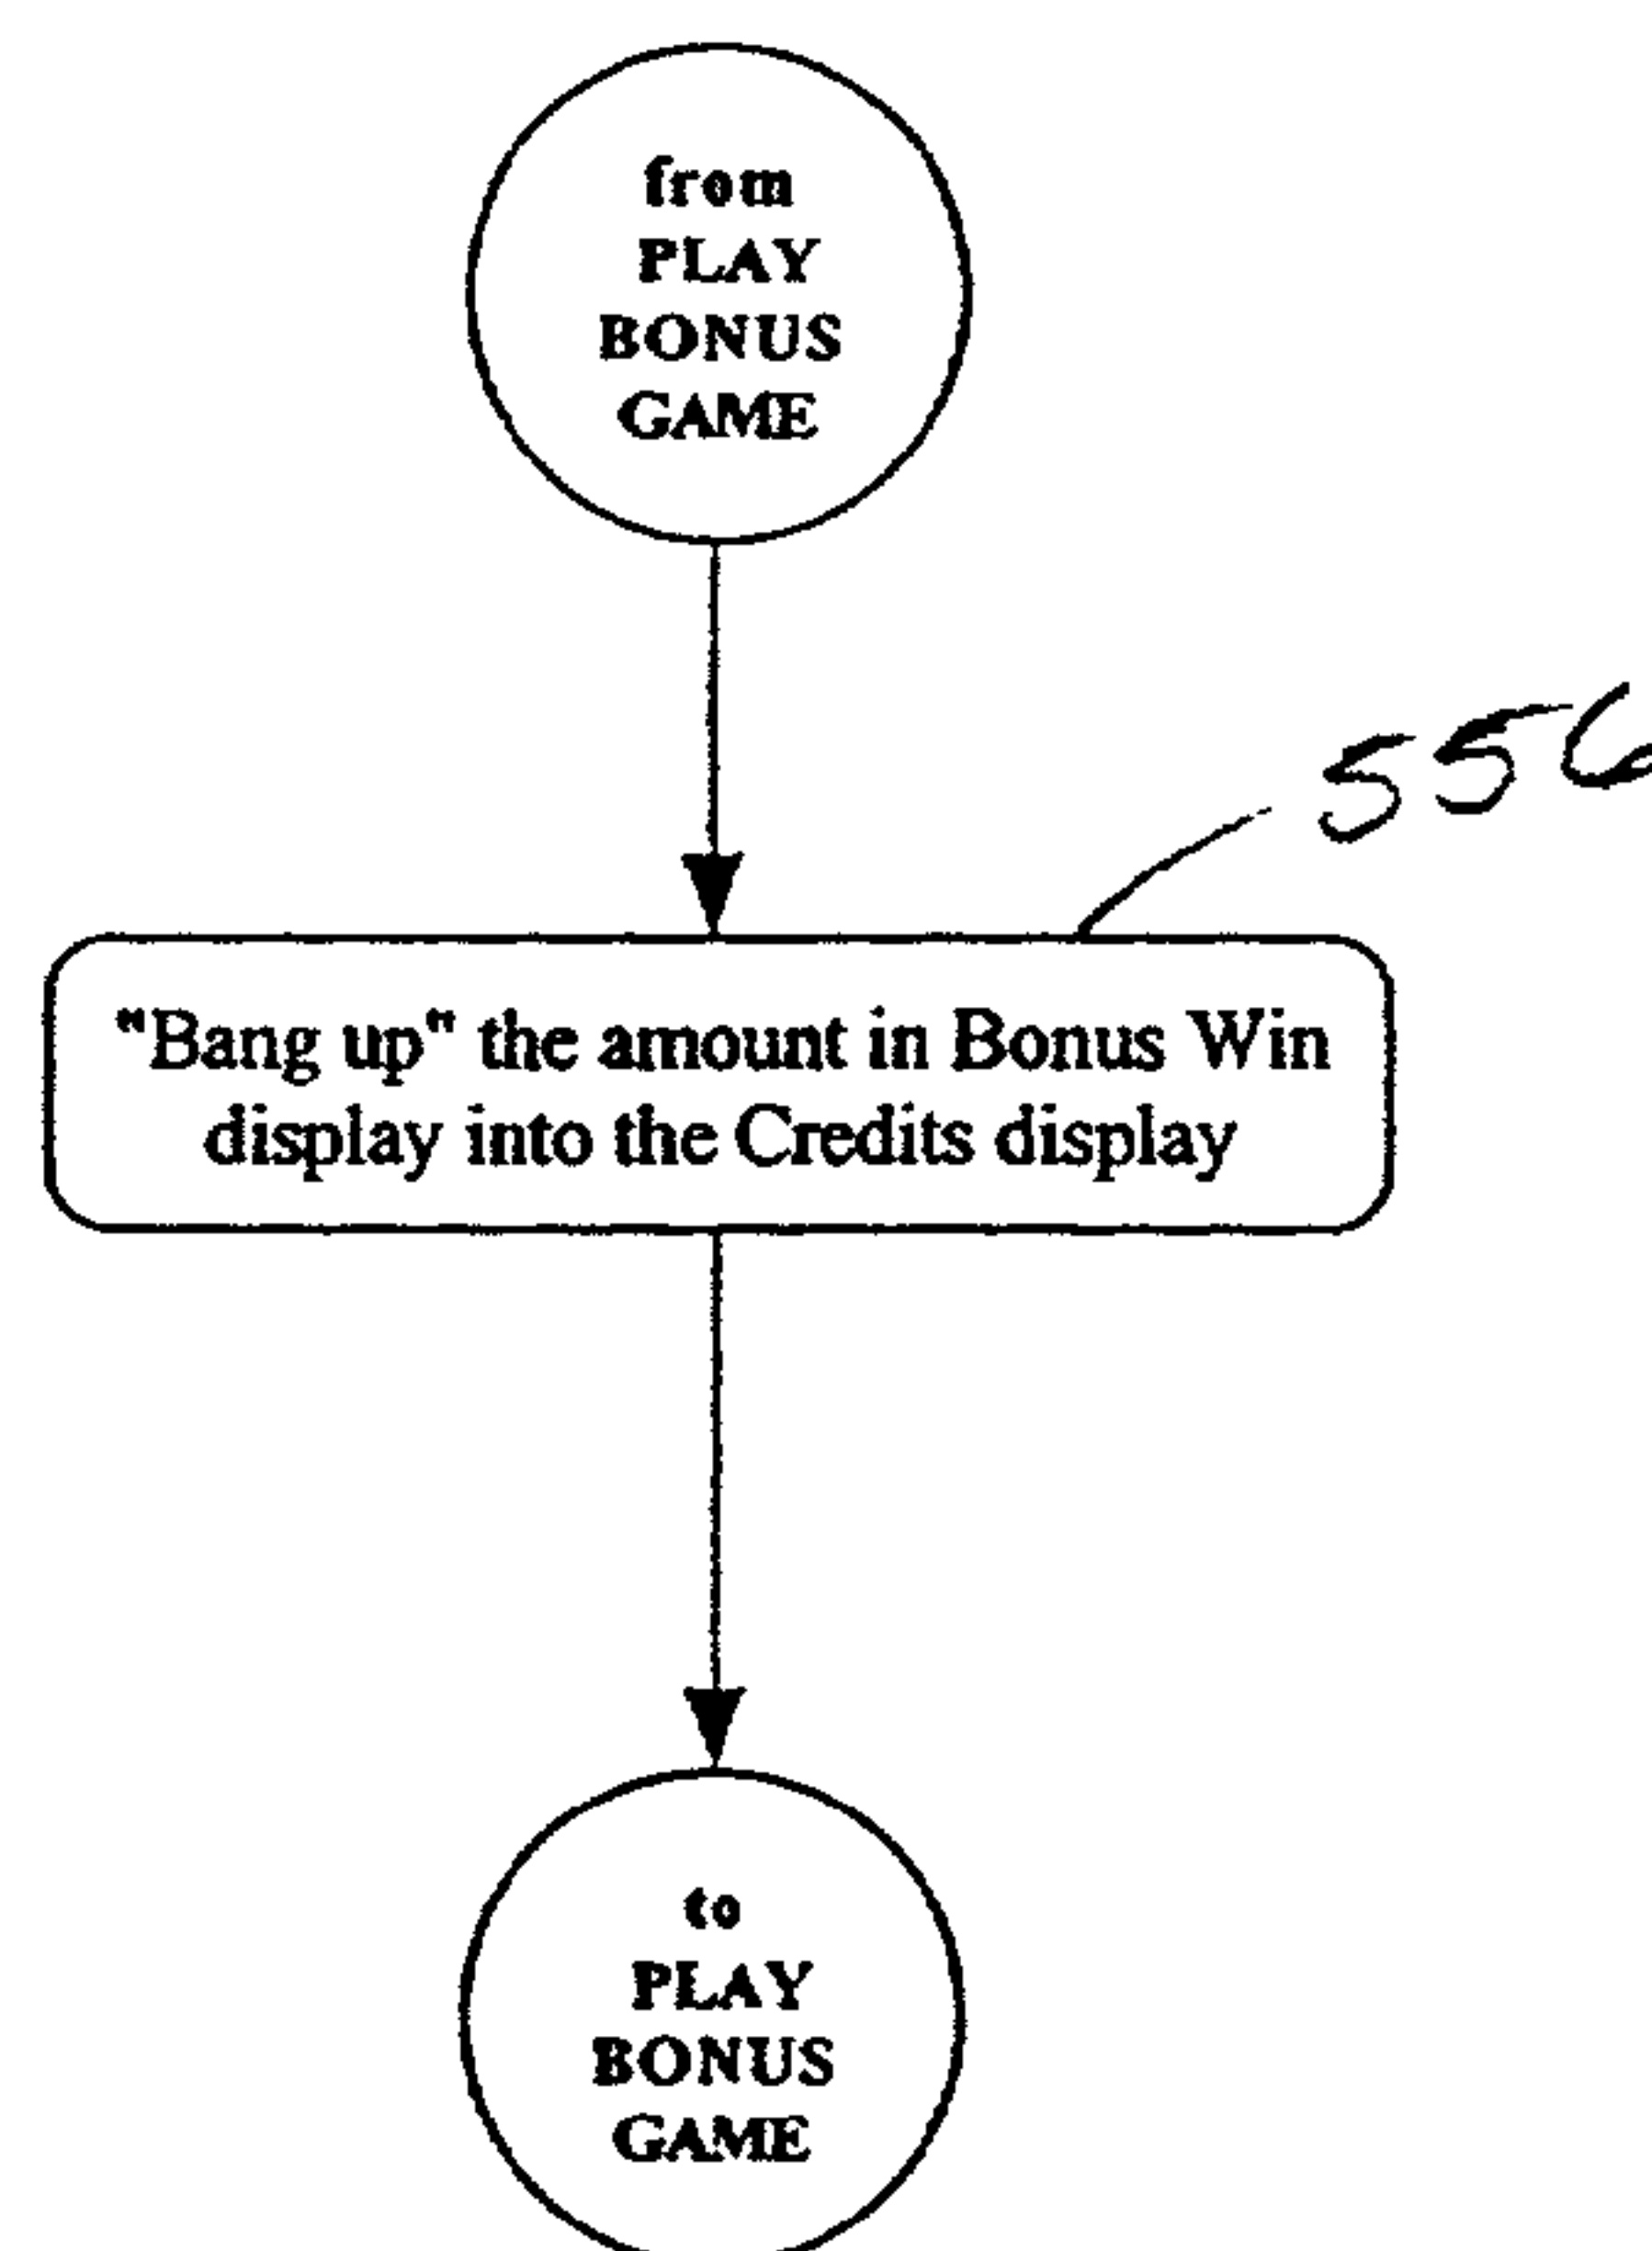 from
PLAY
BONUS
GAME
556
"Bang up" the amount in Bonus Win
display into the Credits display
to
PLAY
BONUS
GAME